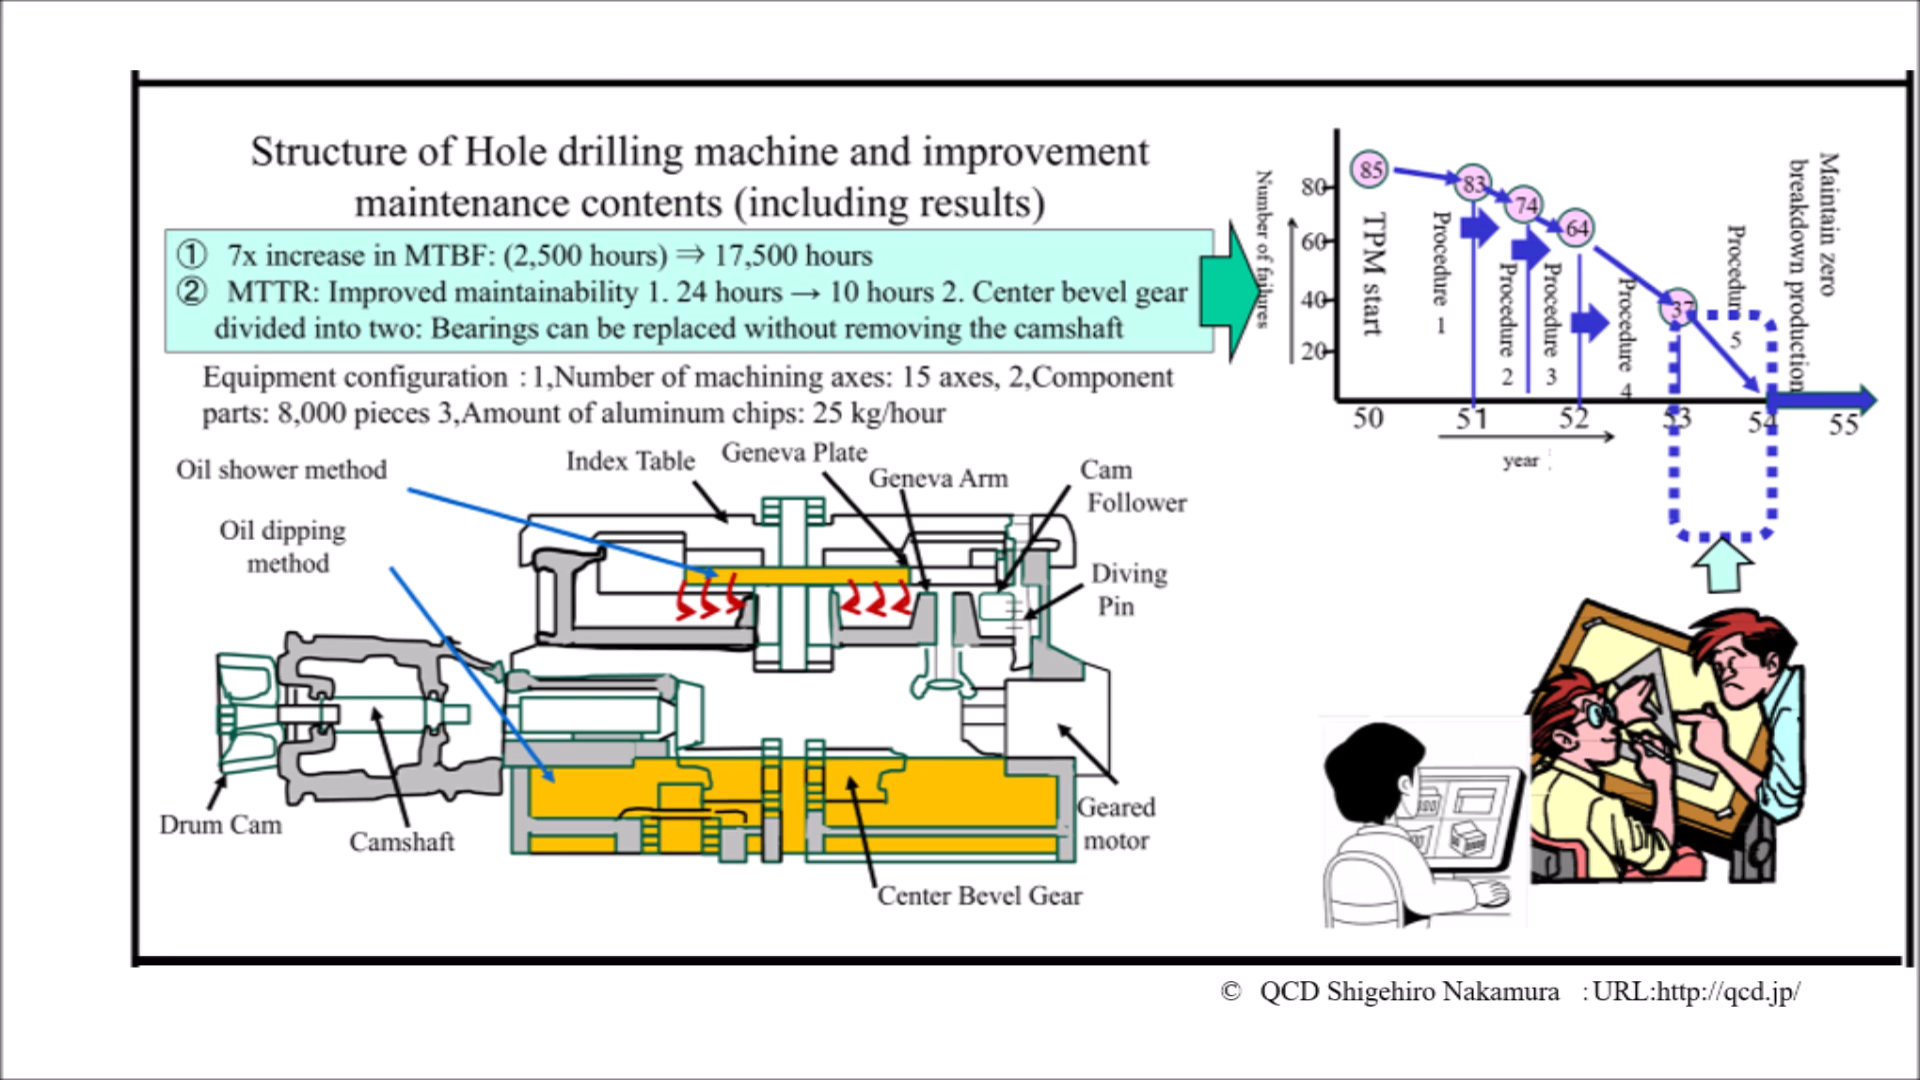 Structure of Hole drilling machine and improvement
maintenance contents (including results)
① 7x increase in MTBF: (2,500 hours) ⇒ 17,500 hours
② MTTR: Improved maintainability 1. 24 hours → 10 hours 2. Center bevel gear
divided into two: Bearings can be replaced without removing the camshaft
Equipment configuration : 1,Number of machining axes: 15 axes, 2,Component
parts: 8,000 pieces 3,Amount of aluminum chips: 25 kg/hour
Oil shower method
Oil dipping
method
Index Table
Geneva Plate
Geneva Arm
Cam
Follower
Diving
Pin
Drum Cam
Camshaft
Geared
motor
Center Bevel Gear
Number of failures
80
60
40
20
85
83
74
64
37
TPM start
Procedure 1
Procedure 2
Procedure 3
Procedure 4
Procedure 5
Maintain zero
breakdown production
50
51
52
53
54
55
year :
© QCD Shigehiro Nakamura :URL:http://qcd.jp/